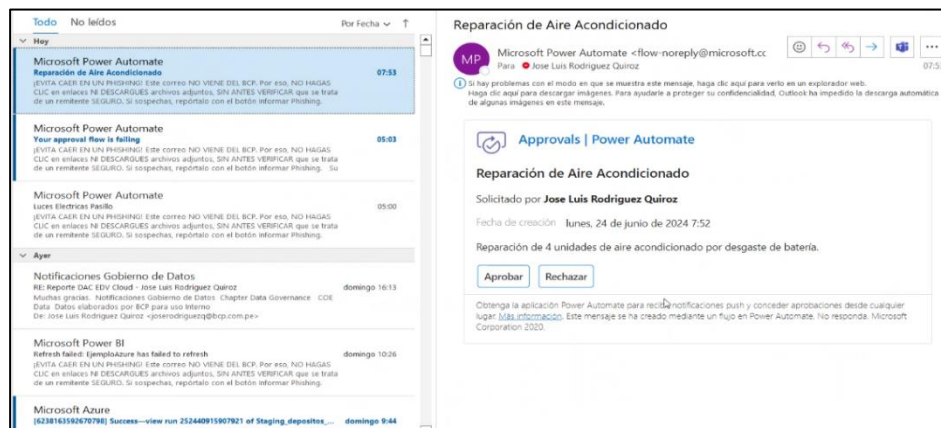 Todo No leídos Por Fecha ↑
Hoy
Microsoft Power Automate
Reparación de Aire Acondicionado 07:53
¡EVITA CAER EN UN PHISHING! Este correo NO VIENE DEL BCP. Por eso, NO HAGAS
CLIC en enlaces NI DESCARGUES archivos adjuntos, SIN ANTES VERIFICAR que se trata
de un remitente SEGURO. Si sospechas, repórtalo con el botón informar Phishing.
Microsoft Power Automate
Your approval flow is failing 05:03
¡EVITA CAER EN UN PHISHING! Este correo NO VIENE DEL BCP. Por eso, NO HAGAS
CLIC en enlaces NI DESCARGUES archivos adjuntos, SIN ANTES VERIFICAR que se trata
de un remitente SEGURO. Si sospechas, repórtalo con el botón informar Phishing. Su
Microsoft Power Automate
Luces Electricas Pasillo 05:00
¡EVITA CAER EN UN PHISHING! Este correo NO VIENE DEL BCP. Por eso, NO HAGAS
CLIC en enlaces NI DESCARGUES archivos adjuntos, SIN ANTES VERIFICAR que se trata
de un remitente SEGURO. Si sospechas, repórtalo con el botón informar Phishing.
Ayer
Notificaciones Gobierno de Datos
RE: Reporte DAC EDV Cloud - Jose Luis Rodriguez Quiroz domingo 16:13
Muchas gracias. Notificaciones Gobierno de Datos Chapter Data Governance COE
Data Datos elaborados por BCP para uso Interno
De: Jose Luis Rodriguez Quiroz <joserodriguezq@bcp.com.pe>
Microsoft Power BI
Refresh failed: EjemploAzure has failed to refresh domingo 10:26
¡EVITA CAER EN UN PHISHING! Este correo NO VIENE DEL BCP. Por eso, NO HAGAS
CLIC en enlaces NI DESCARGUES archivos adjuntos, SIN ANTES VERIFICAR que se trata
de un remitente SEGURO. Si sospechas, repórtalo con el botón informar Phishing.
Microsoft Azure
[6238163592670798] Success—view run 252440915907921 of Staging_depositos_... domingo 9:44
Reparación de Aire Acondicionado
MP
Microsoft Power Automate <flow-noreply@microsoft.cc
Para Jose Luis Rodriguez Quiroz 07:53
Si hay problemas con el modo en que se muestra este mensaje, haga clic aquí para verlo en un explorador web.
Haga clic aquí para descargar imágenes. Para ayudarle a proteger su confidencialidad, Outlook ha impedido la descarga automática
de algunas imágenes en este mensaje.
Approvals | Power Automate
Reparación de Aire Acondicionado
Solicitado por Jose Luis Rodriguez Quiroz
Fecha de creación lunes, 24 de junio de 2024 7:52
Reparación de 4 unidades de aire acondicionado por desgaste de batería.
Aprobar Rechazar
Obtenga la aplicación Power Automate para recibir notificaciones push y conceder aprobaciones desde cualquier
lugar. Más información. Este mensaje se ha creado mediante un flujo en Power Automate. No responda. Microsoft
Corporation 2020.